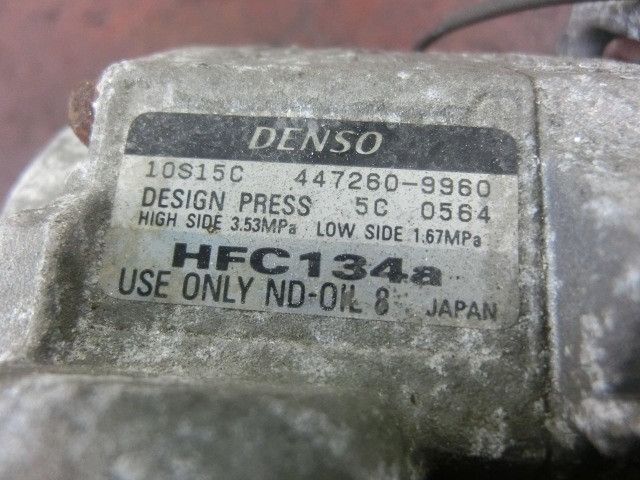 DENSO
10S15C 447260-9960
DESIGN PRESS 5C 0564
HIGH SIDE 3.53MPa LOW SIDE 1.67MPa
HFC134a
USE ONLY ND-OIL 8 JAPAN